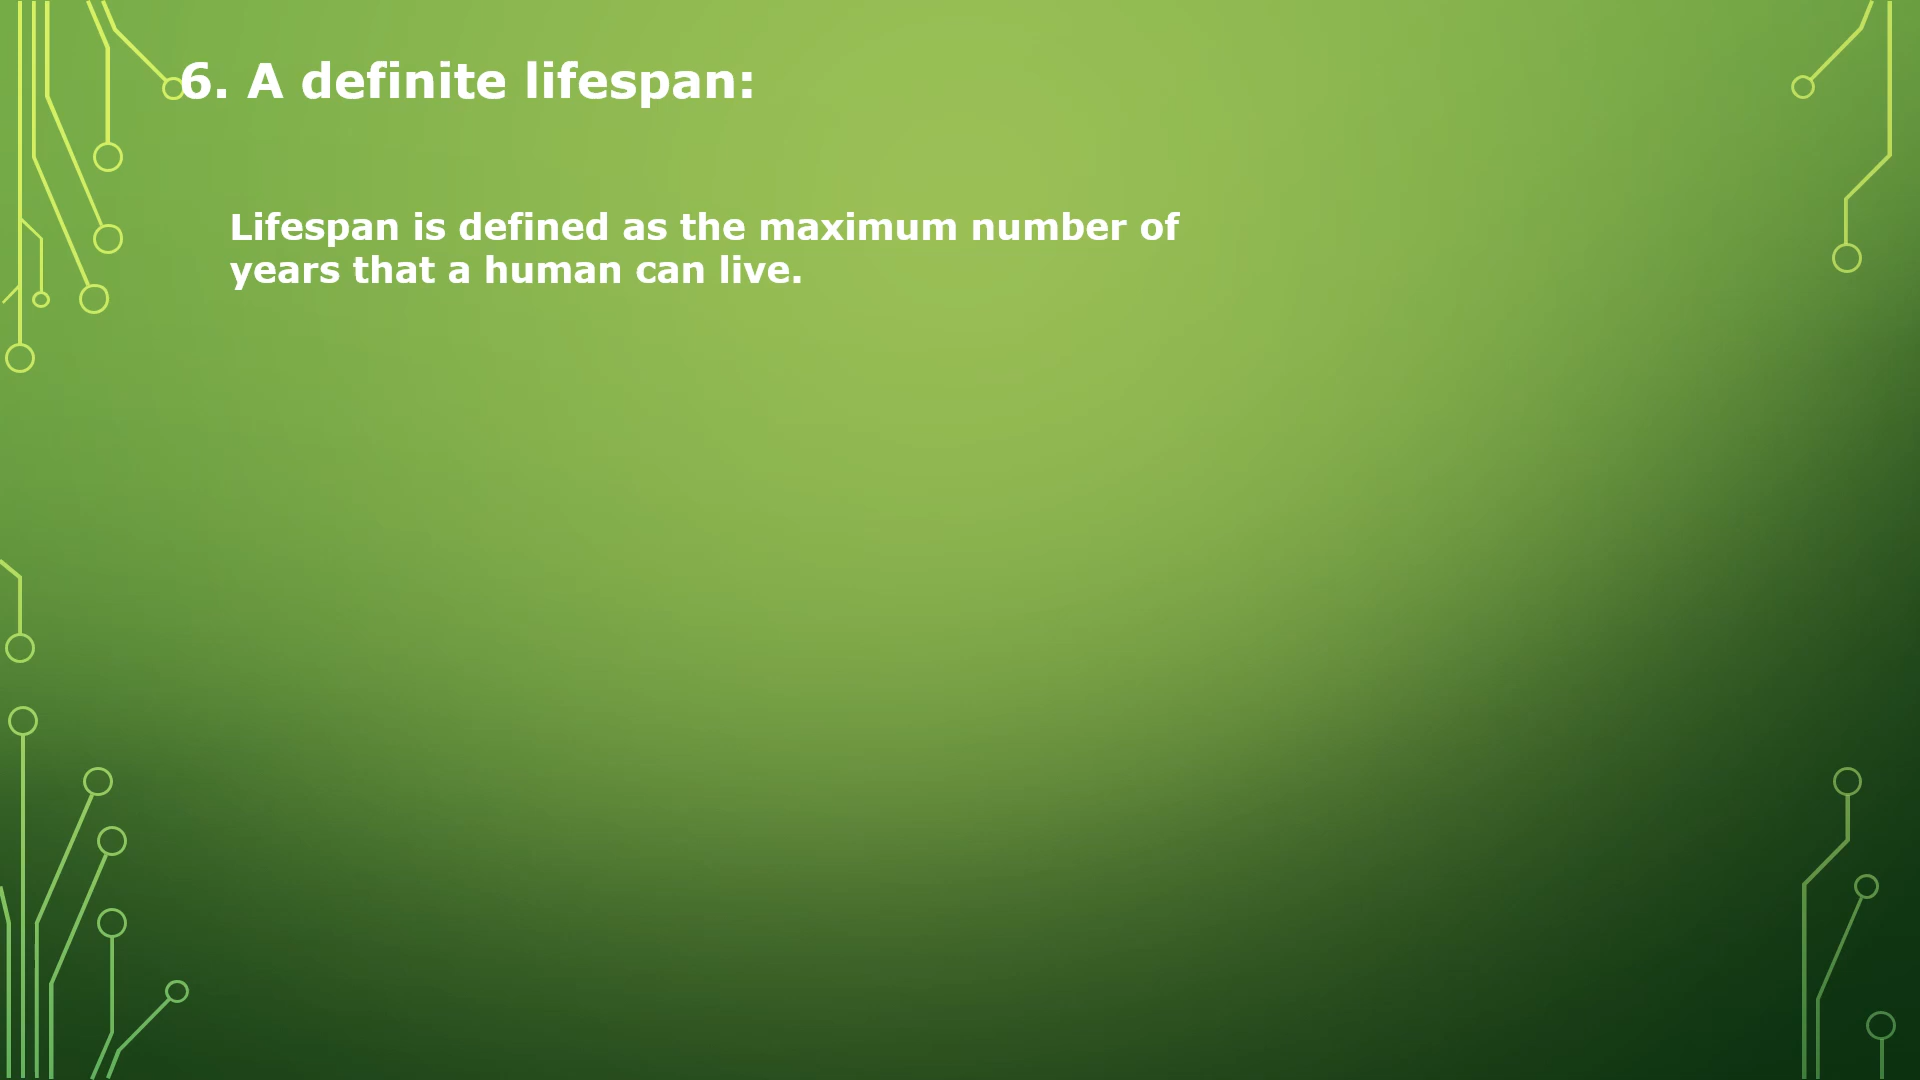 6. A definite lifespan:
Lifespan is defined as the maximum number of
years that a human can live.